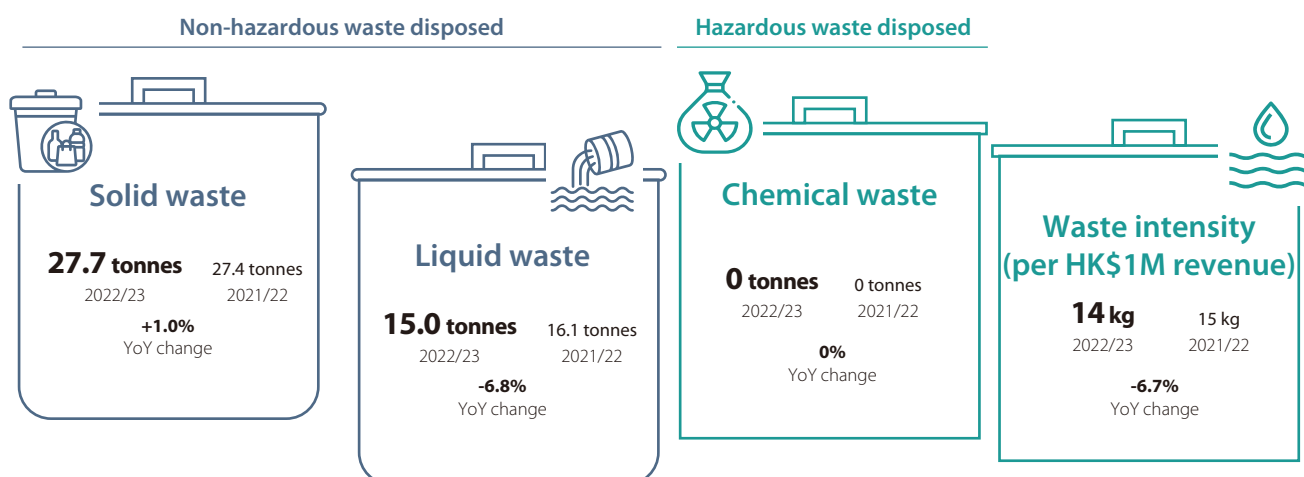 Non-hazardous waste disposed
Hazardous waste disposed
Solid waste
27.7 tonnes
27.4 tonnes
2022/23
2021/22
+1.0%
YoY change
Liquid waste
15.0 tonnes
16.1 tonnes
2022/23
2021/22
-6.8%
YoY change
Chemical waste
0 tonnes
0 tonnes
2022/23
2021/22
0%
YoY change
Waste intensity
(per HK$1M revenue)
14 kg
15 kg
2022/23
2021/22
-6.7%
YoY change